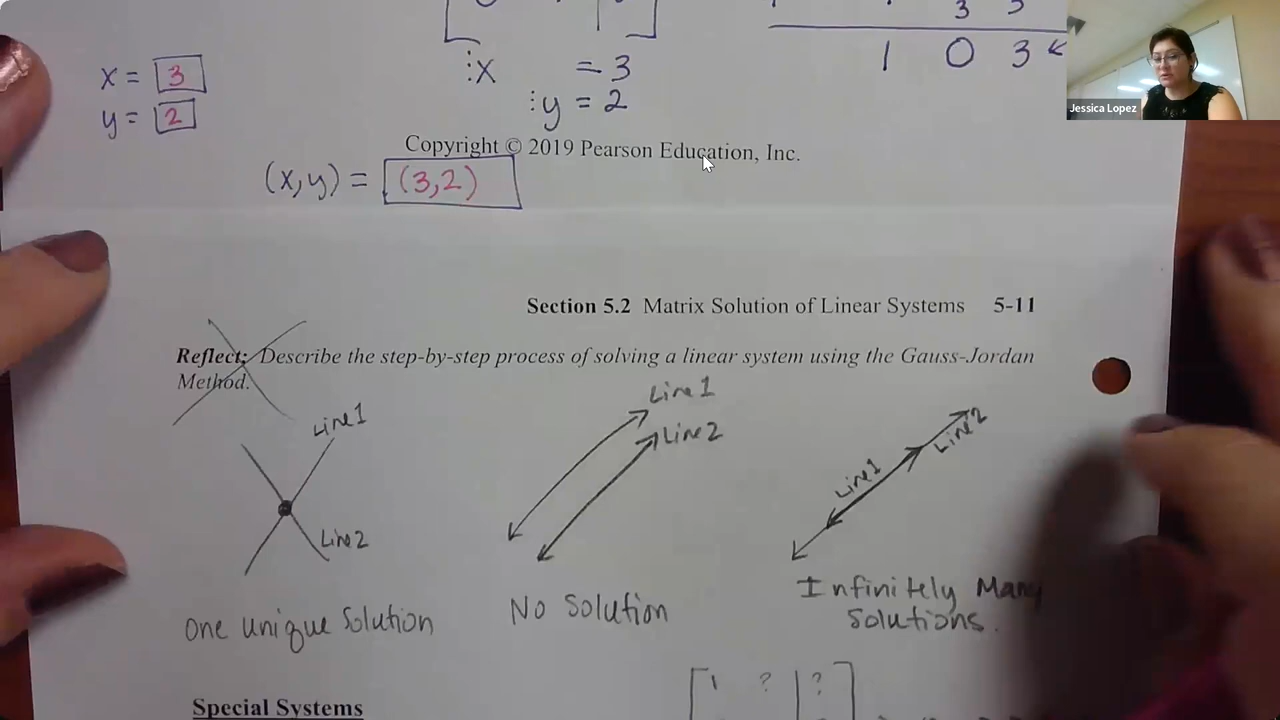 3 3
1 0 3
Jessica Lopez
x = 3
y = 2
:x = 3
:y = 2
Copyright © 2019 Pearson Education, Inc.
(x,y) = (3,2)
Section 5.2 Matrix Solution of Linear Systems 5-11
Reflect: Describe the step-by-step process of solving a linear system using the Gauss-Jordan
Method.
Line 1
Line 2
One unique Solution
Line 1
Line 2
No Solution
Line 1
Line 2
Infinitely Many
Solutions.
Special Systems
1 ? | ?